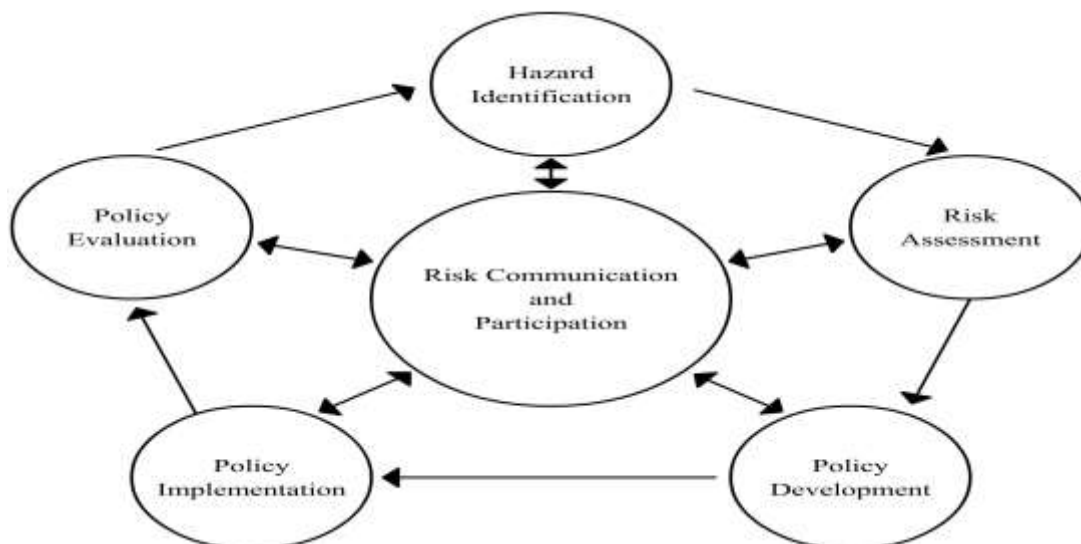 Hazard
Identification
Policy
Evaluation
Risk
Assessment
Risk Communication
and
Participation
Policy
Implementation
Policy
Development